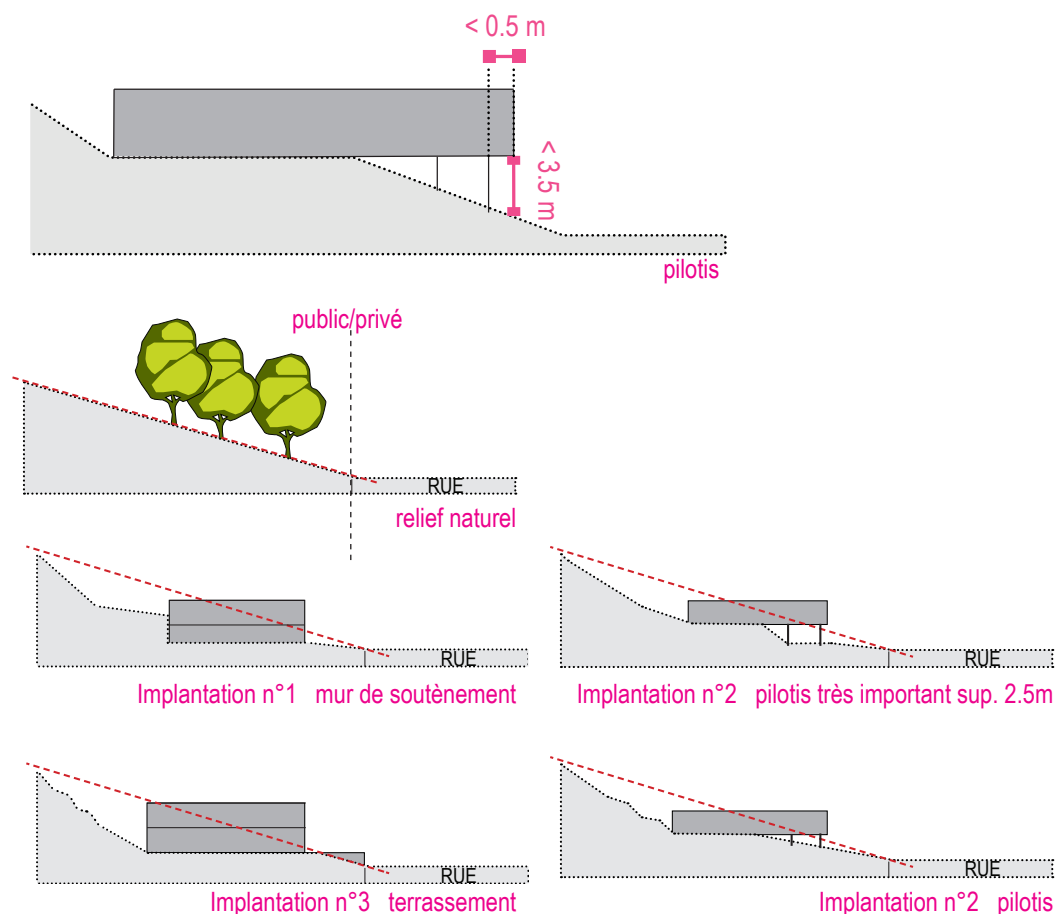 < 0.5 m
< 3.5 m
pilotis
public/privé
RUE
relief naturel
RUE
Implantation n°1 mur de soutènement
RUE
Implantation n°2 pilotis très important sup. 2.5m
RUE
Implantation n°3 terrassement
RUE
Implantation n°2 pilotis